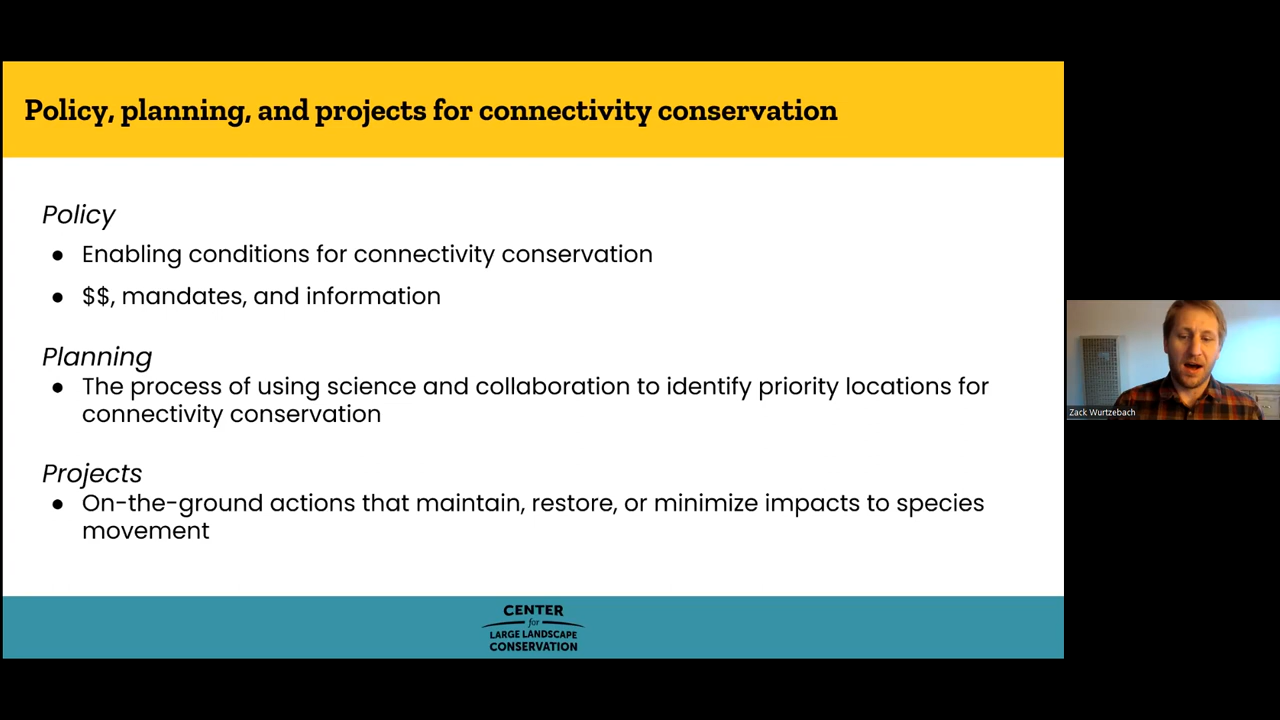 Policy, planning, and projects for connectivity conservation
Policy
● Enabling conditions for connectivity conservation
● $$, mandates, and information
Planning
● The process of using science and collaboration to identify priority locations for
connectivity conservation
Projects
● On-the-ground actions that maintain, restore, or minimize impacts to species
movement
Zack Wurtzebach
CENTER
for
LARGE LANDSCAPE
CONSERVATION